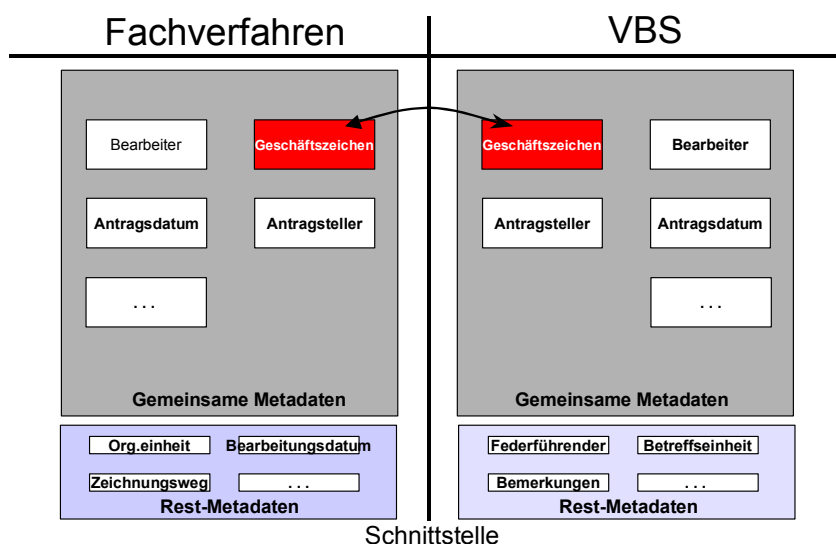 Fachverfahren
VBS
Bearbeiter
Geschäftszeichen
Antragsdatum
Antragsteller
. . .
Gemeinsame Metadaten
Org.einheit
Bearbeitungsdatum
Zeichnungsweg
. . .
Rest-Metadaten
Geschäftszeichen
Bearbeiter
Antragsteller
Antragsdatum
. . .
Gemeinsame Metadaten
Federführender
Betreffseinheit
Bemerkungen
. . .
Rest-Metadaten
Schnittstelle